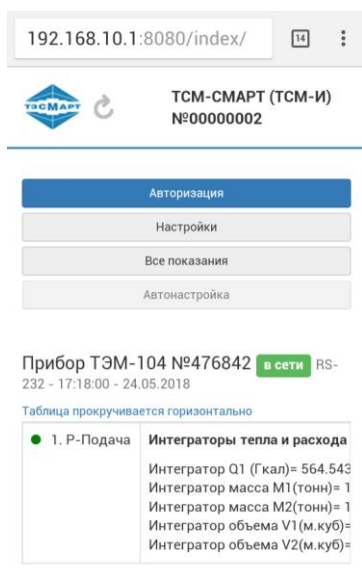 192.168.10.1:8080/index/ 14
ТЭСМАРТ
ТСМ-СМАРТ (ТСМ-И)
№00000002
Авторизация
Настройки
Все показания
Автонастройка
Прибор ТЭМ-104 №476842 в сети RS-
232 - 17:18:00 - 24.05.2018
Таблица прокручивается горизонтально
1. P-Подача Интеграторы тепла и расхода
Интегратор Q1 (Гкал)= 564.543
Интегратор масса M1(тонн)= 1
Интегратор масса M2(тонн)= 1
Интегратор объема V1(м.куб)=
Интегратор объема V2(м.куб)=